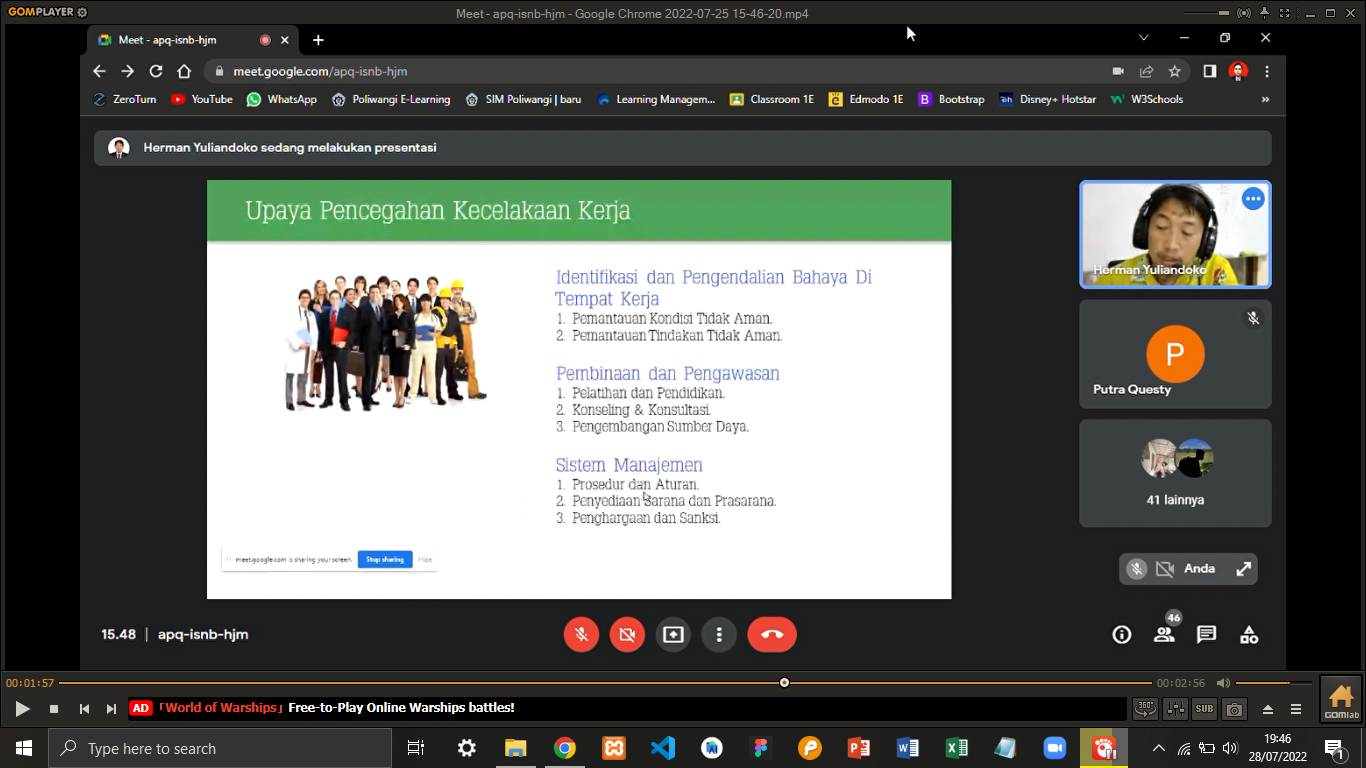 GOMPLAYER
Meet - apq-isnb-hjm - Google Chrome 2022-07-25 15-46-20.mp4
Meet - apq-isnb-hjm
meet.google.com/apq-isnb-hjm
ZeroTurn YouTube WhatsApp Poliwangi E-Learning SIM Poliwangi | baru Learning Managem... Classroom 1E Edmodo 1E Bootstrap Disney+ Hotstar W3Schools »
Herman Yuliandoko sedang melakukan presentasi
Upaya Pencegahan Kecelakaan Kerja
Identifikasi dan Pengendalian Bahaya Di
Tempat Kerja
1. Pemantauan Kondisi Tidak Aman.
2. Pemantauan Tindakan Tidak Aman.
Pembinaan dan Pengawasan
1. Pelatihan dan Pendidikan.
2. Konseling & Konsultasi.
3. Pengembangan Sumber Daya.
Sistem Manajemen
1. Prosedur dan Aturan.
2. Penyediaan Sarana dan Prasarana.
3. Penghargaan dan Sanksi.
meet.google.com is sharing your screen. Stop sharing Hide
Herman Yuliandoko
P
Putra Questy
41 lainnya
Anda
15.48 | apq-isnb-hjm
46
00:01:57
00:02:56
AD 「World of Warships」 Free-to-Play Online Warships battles!
360° SUB
GOMlab
Type here to search
19:46
28/07/2022
1